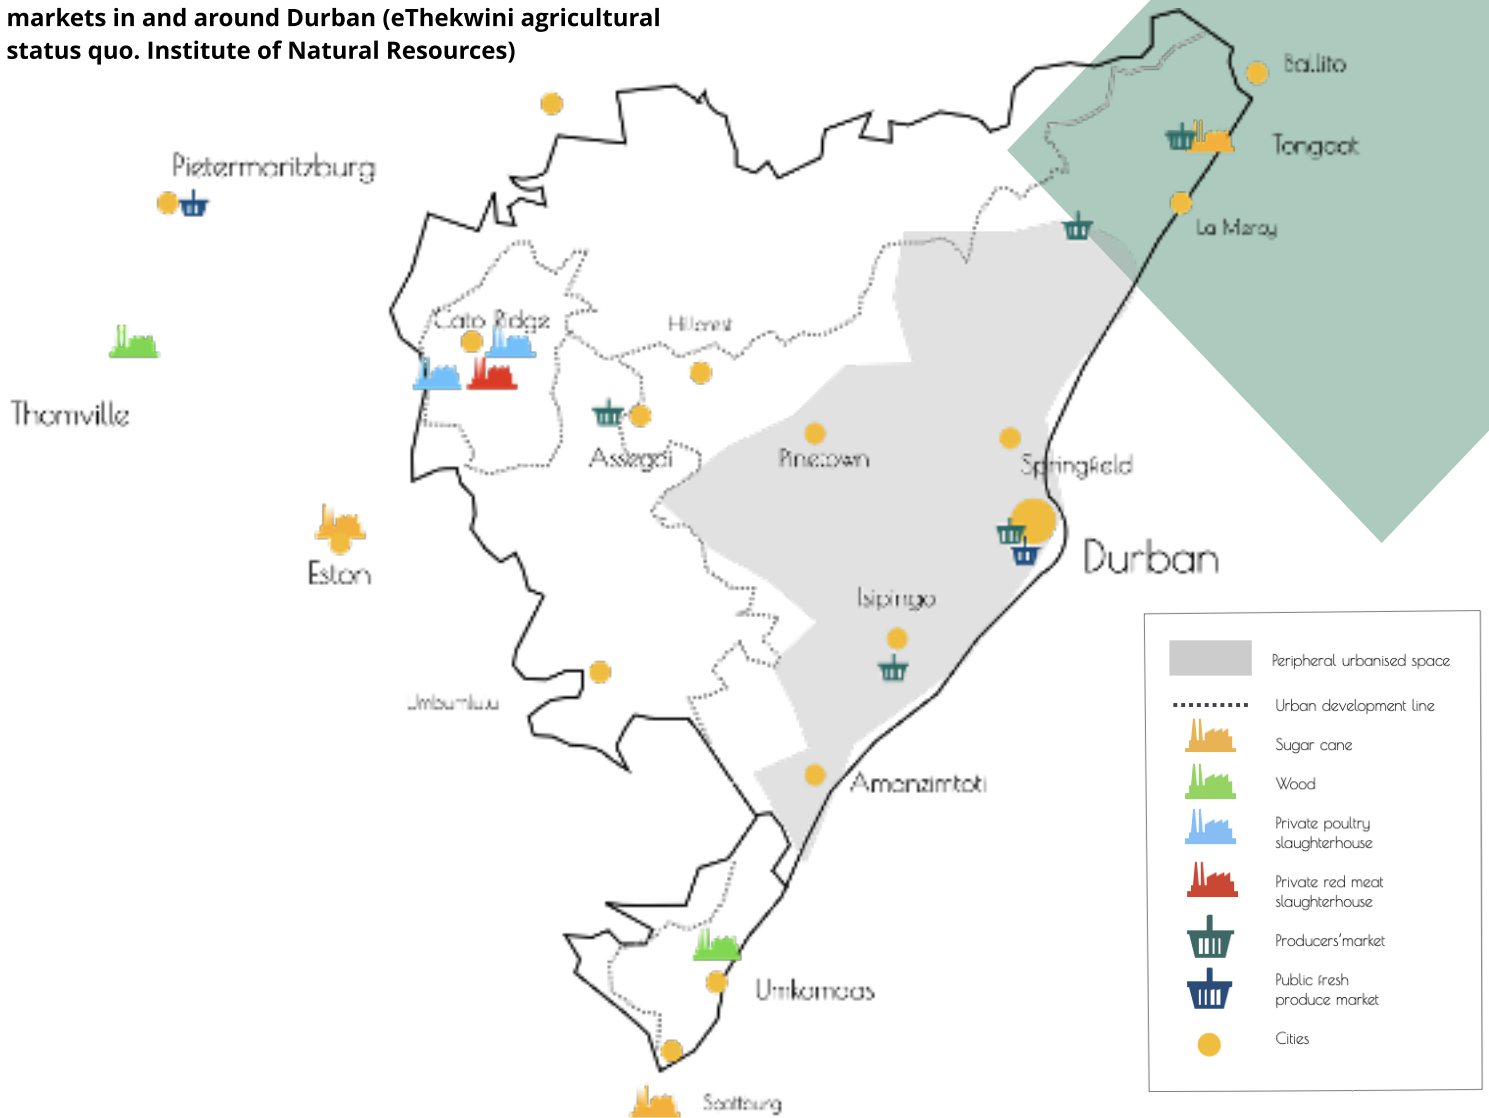 markets in and around Durban (eThekwini agricultural
status quo. Institute of Natural Resources)
Ballito
Tongaat
Pietermaritzburg
La Mercy
Cato Ridge
Hillcrest
Thornville
Assegai
Pinetown
Springfield
Durban
Eston
Isipingo
Umbumlulu
Amanzimtoti
Umkomaas
Scottburg
Peripheral urbanised space
Urban development line
Sugar cane
Wood
Private poultry
slaughterhouse
Private red meat
slaughterhouse
Producers'market
Public fresh
produce market
Cities